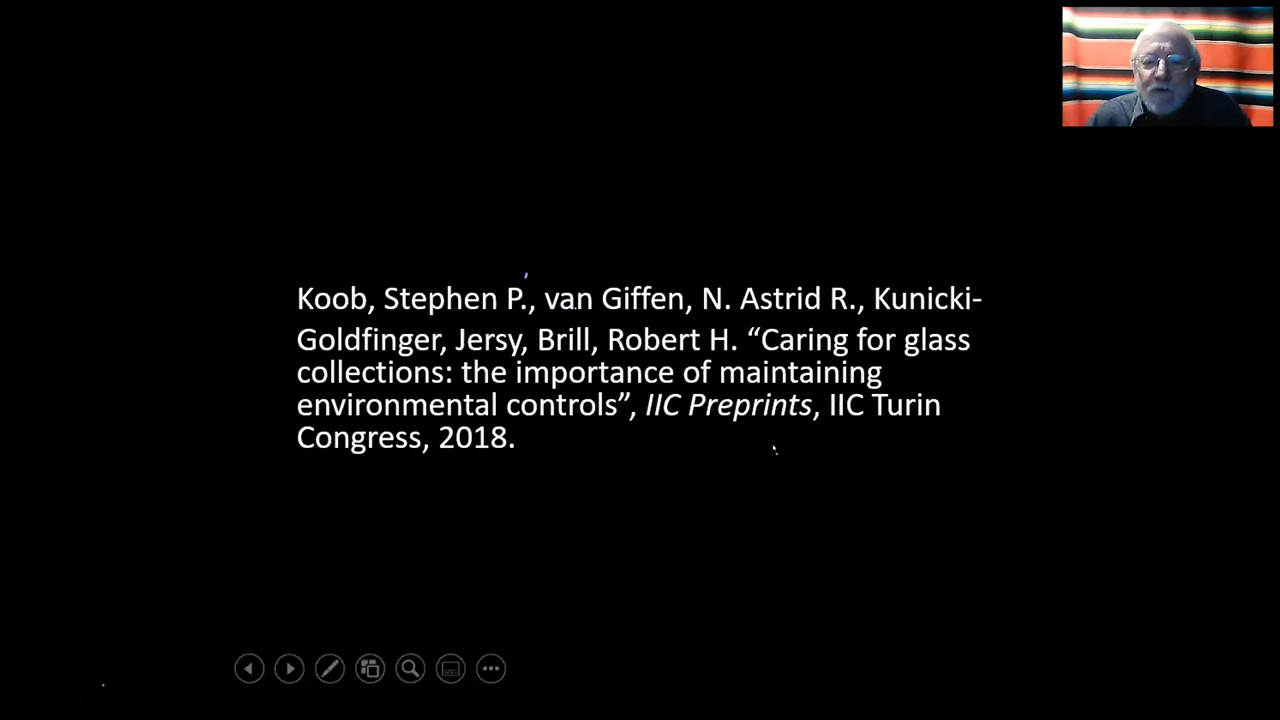 Koob, Stephen P., van Giffen, N. Astrid R., Kunicki-
Goldfinger, Jersy, Brill, Robert H. “Caring for glass
collections: the importance of maintaining
environmental controls”, IIC Preprints, IIC Turin
Congress, 2018.